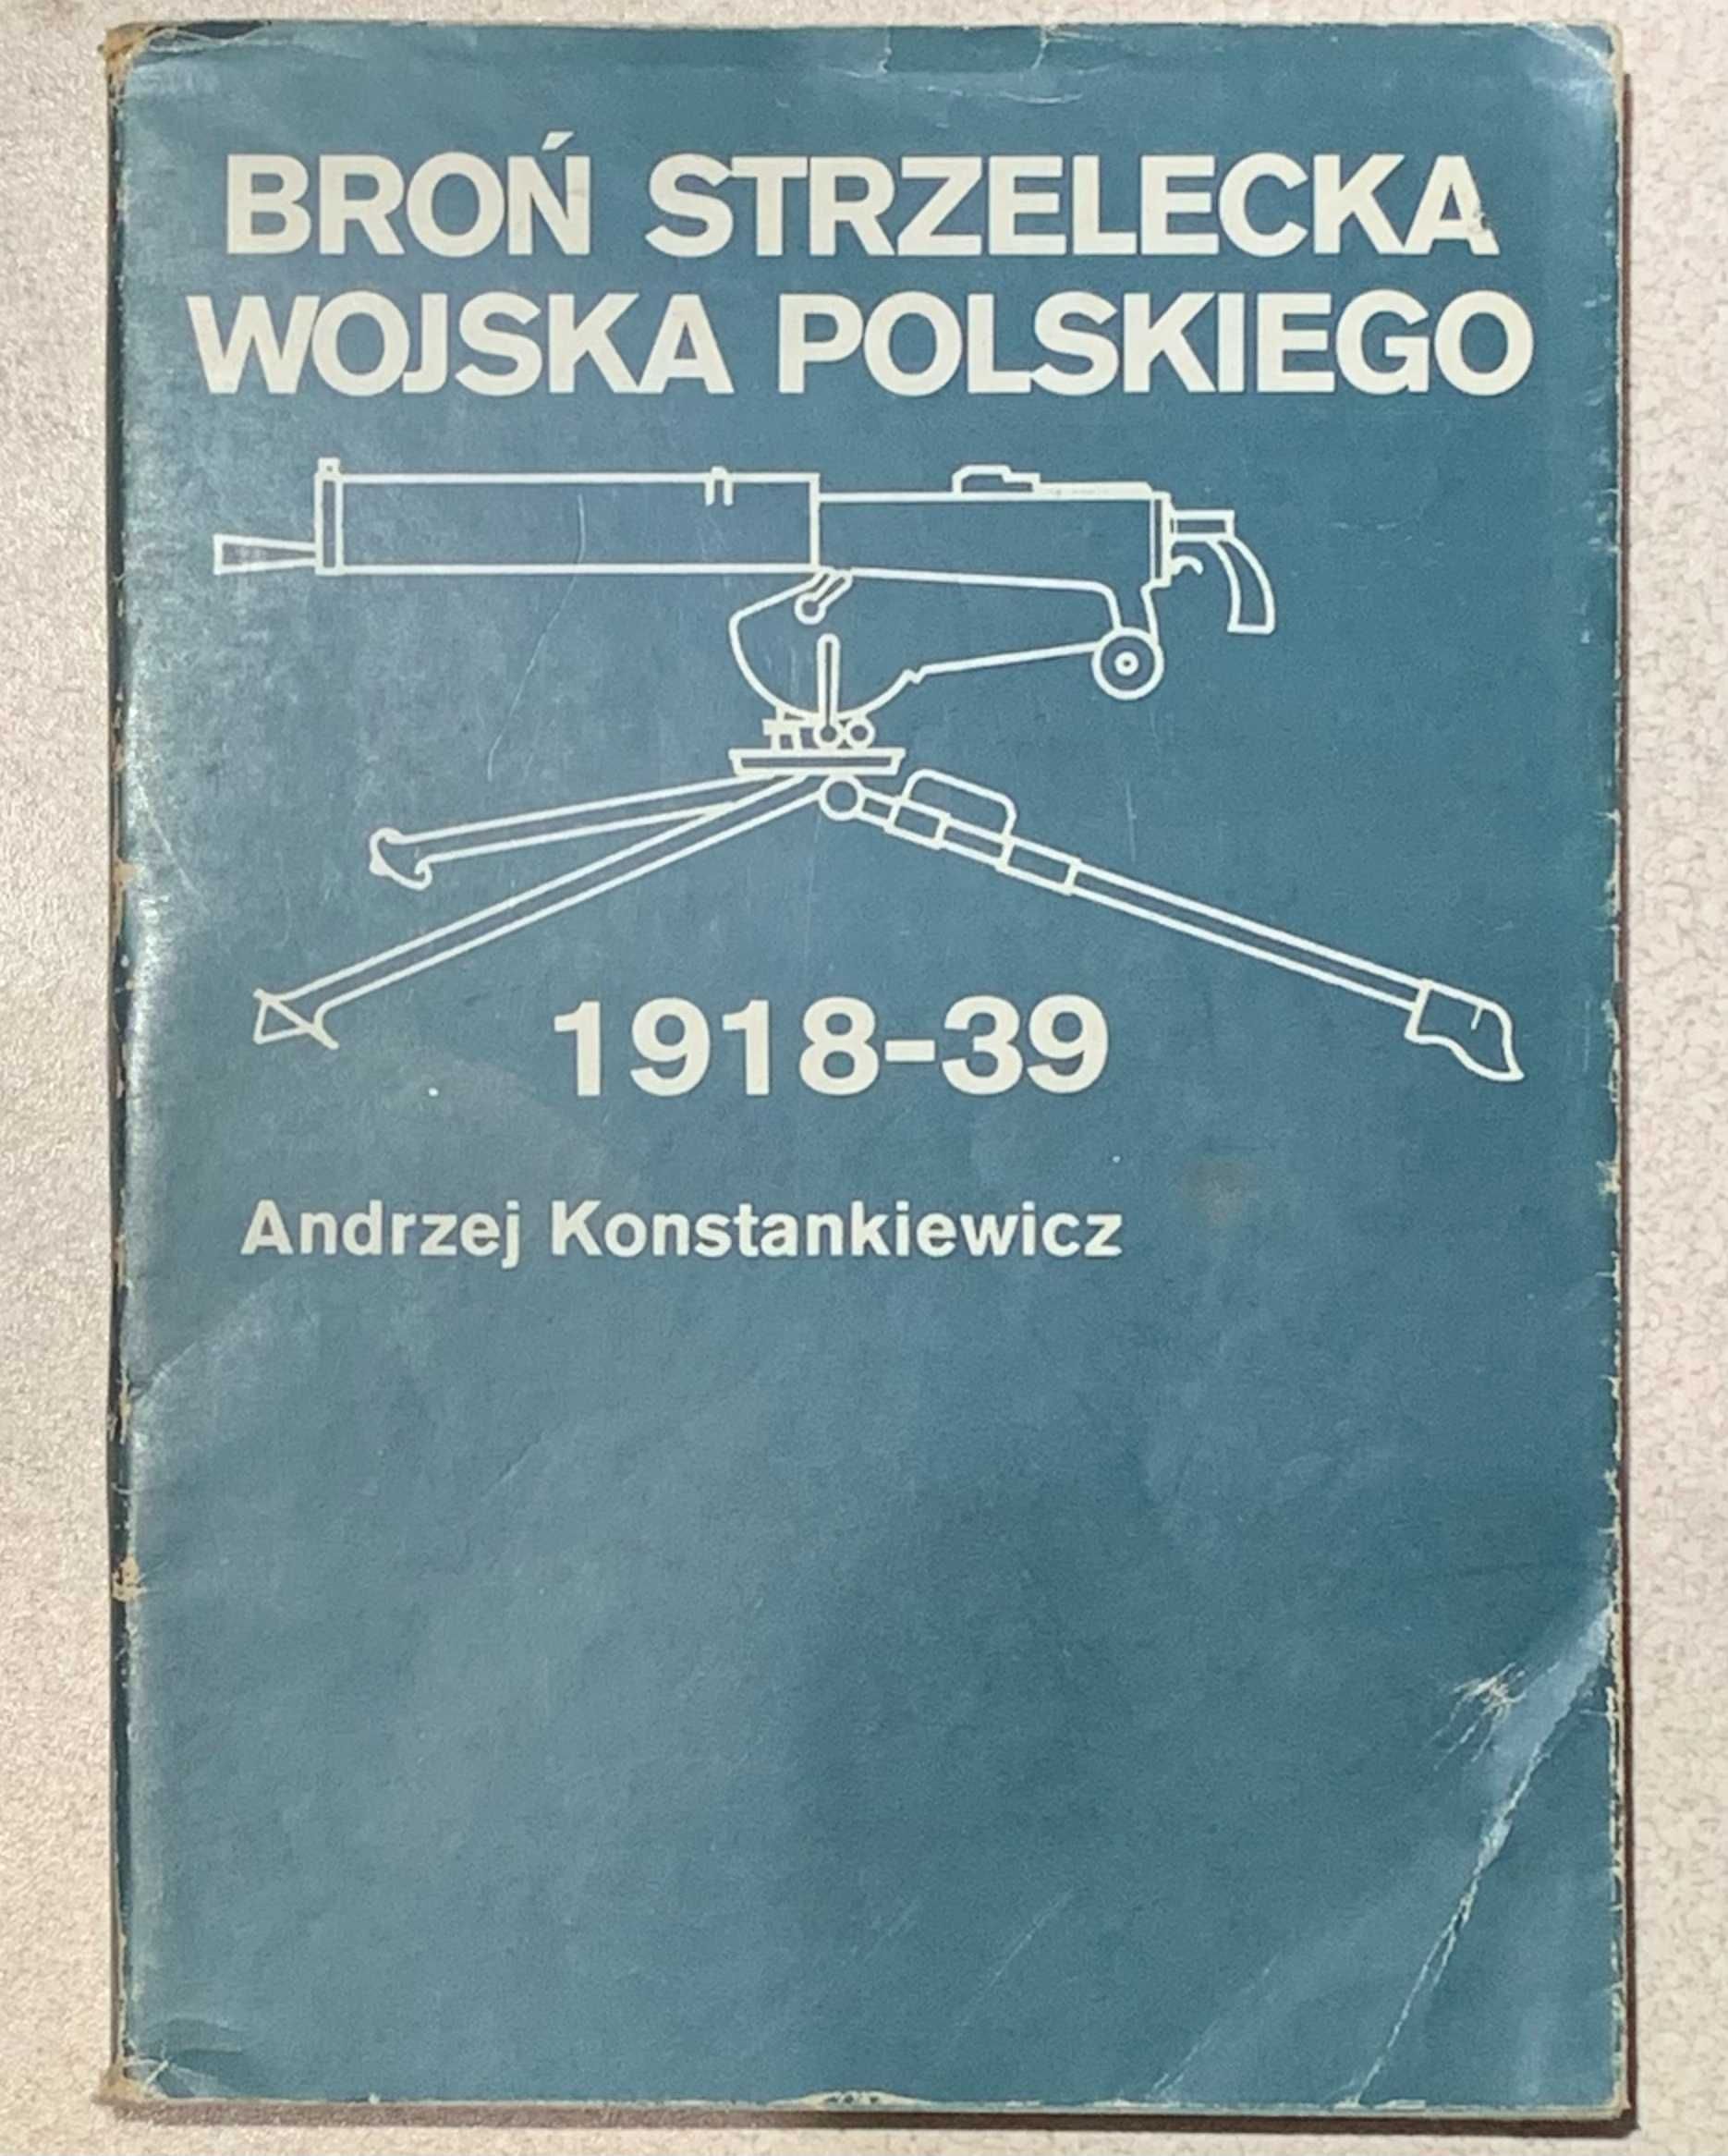 BROŃ STRZELECKA
WOJSKA POLSKIEGO
1918-39
Andrzej Konstankiewicz